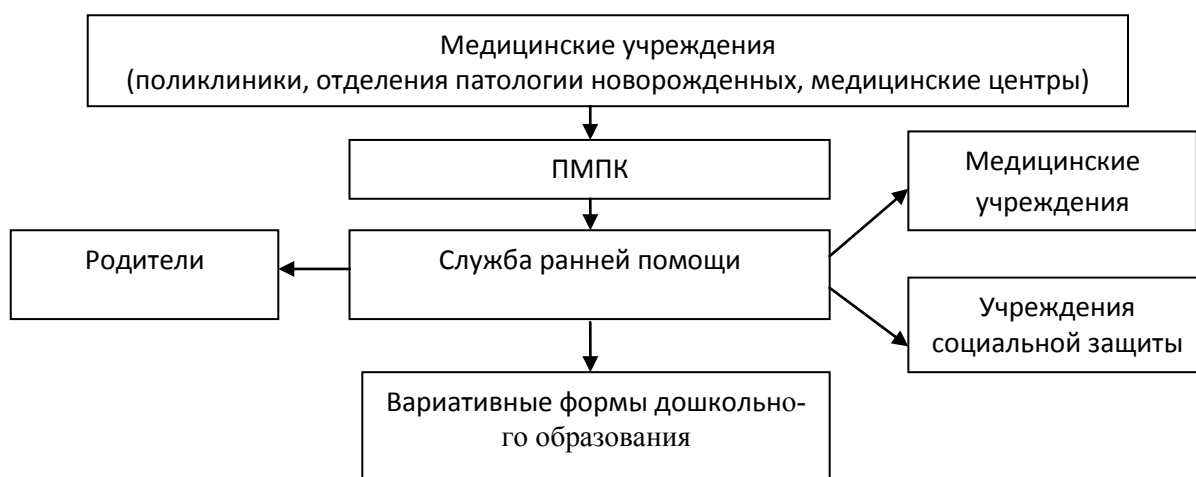 Медицинские учреждения
(поликлиники, отделения патологии новорожденных, медицинские центры)
ПМПК
Медицинские
учреждения
Родители
Служба ранней помощи
Учреждения
социальной защиты
Вариативные формы дошкольно-
го образования